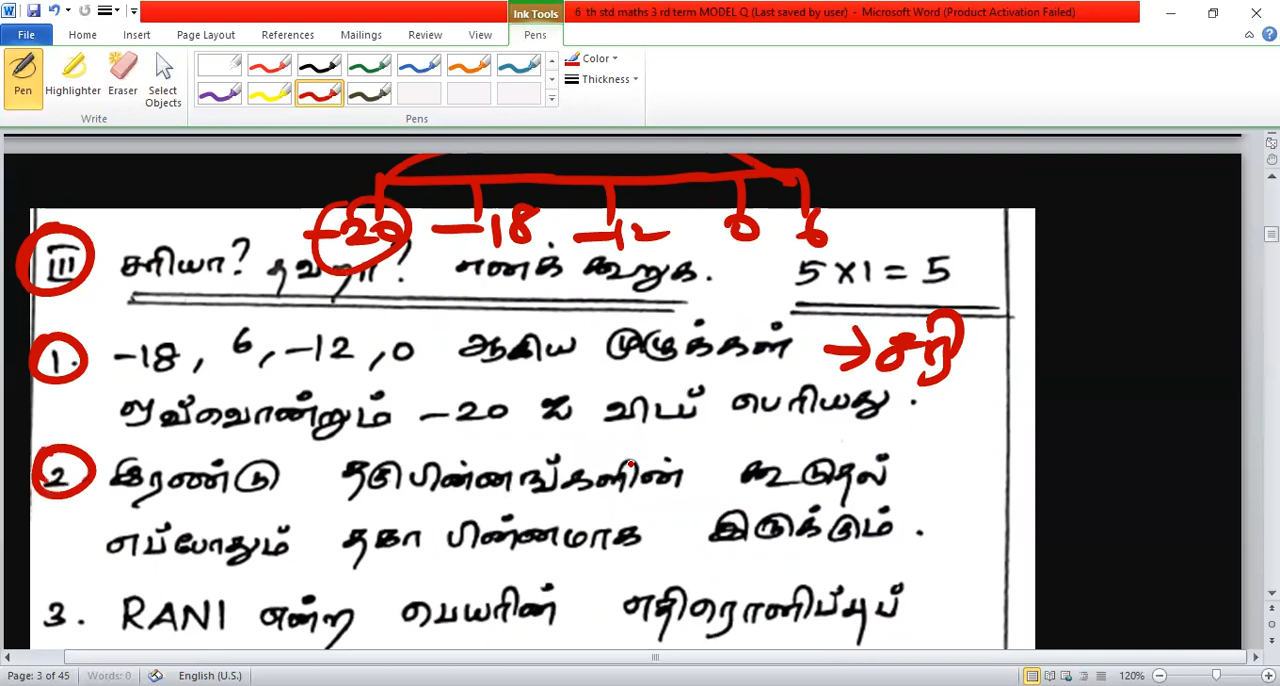 6 th std maths 3 rd term MODEL Q (Last saved by user) - Microsoft Word (Product Activation Failed)
Ink Tools
File Home Insert Page Layout References Mailings Review View Pens
Pen Highlighter Eraser Select Objects
Color
Thickness
Write Pens
-20 -18 -12 0 6
III சரியா? தவறா? எனக் கூறுக. 5 x 1 = 5
1. -18, 6, -12, 0 ஆகிய முழுக்கள் → சரி
ஒவ்வொன்றும் -20 ஐ விடப் பெரியது.
2 இரண்டு தகுபின்னங்களின் கூடுதல்
எப்போதும் தகா பின்னமாக இருக்கும்.
3. RANI என்ற பெயரின் எதிரொளிப்புப்
Page: 3 of 45 Words: 0 English (U.S.) 120%